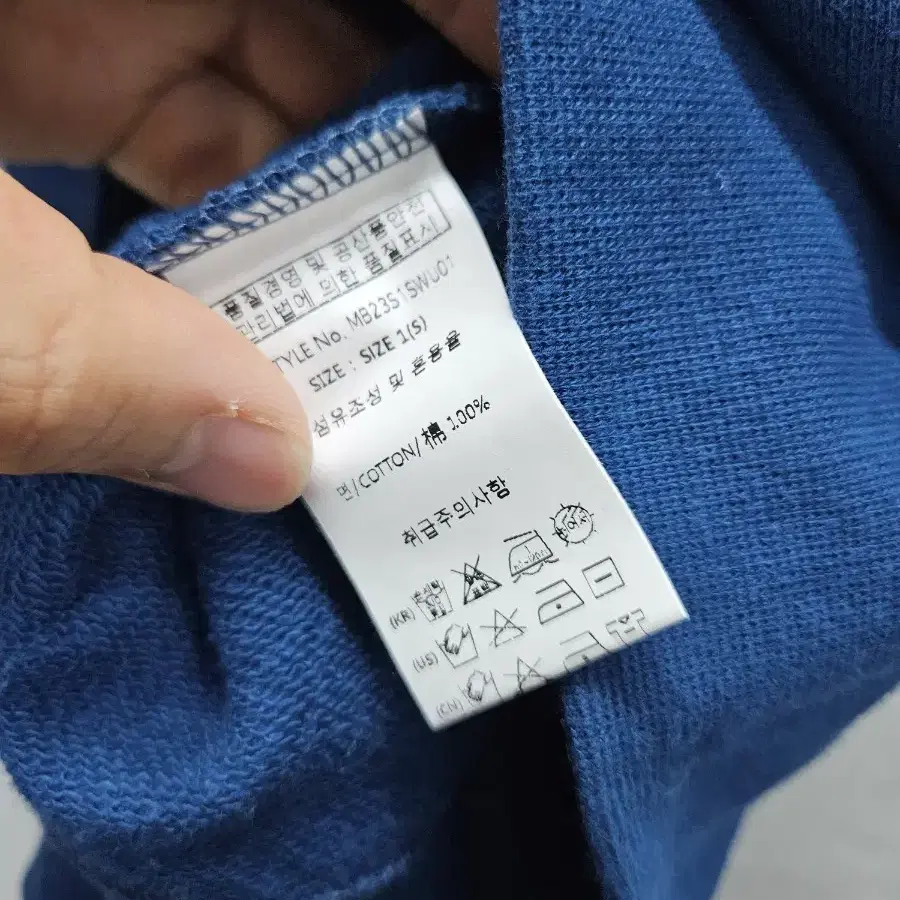 품질경영 및 공산품안전
관리법에 의한 품질표시
STYLE No. MB23S1SWU01
SIZE : SIZE 1(S)
섬유조성 및 혼용율
면/COTTON/棉 100%
취급주의사항
(KR)
(US)
(CN)